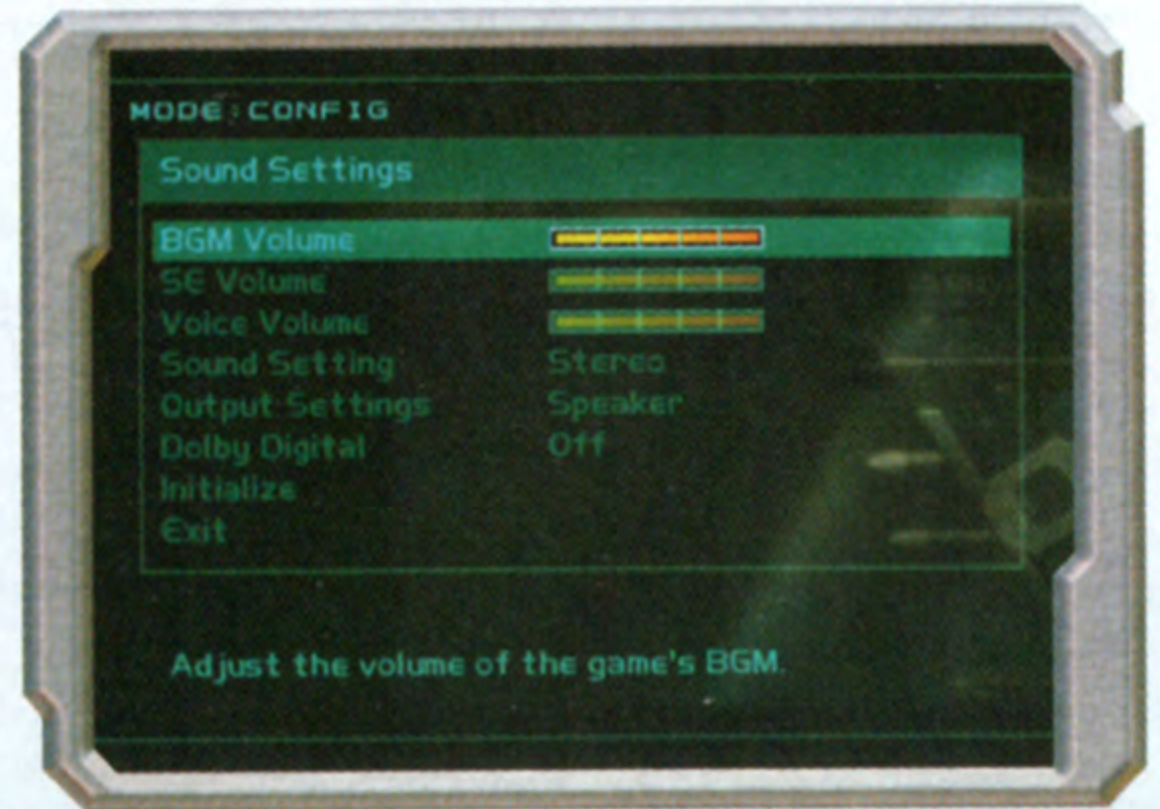 MODE:CONFIG
Sound Settings
BGM Volume
SE Volume
Voice Volume
Sound Setting Stereo
Output Settings Speaker
Dolby Digital Off
Initialize
Exit
Adjust the volume of the game's BGM.